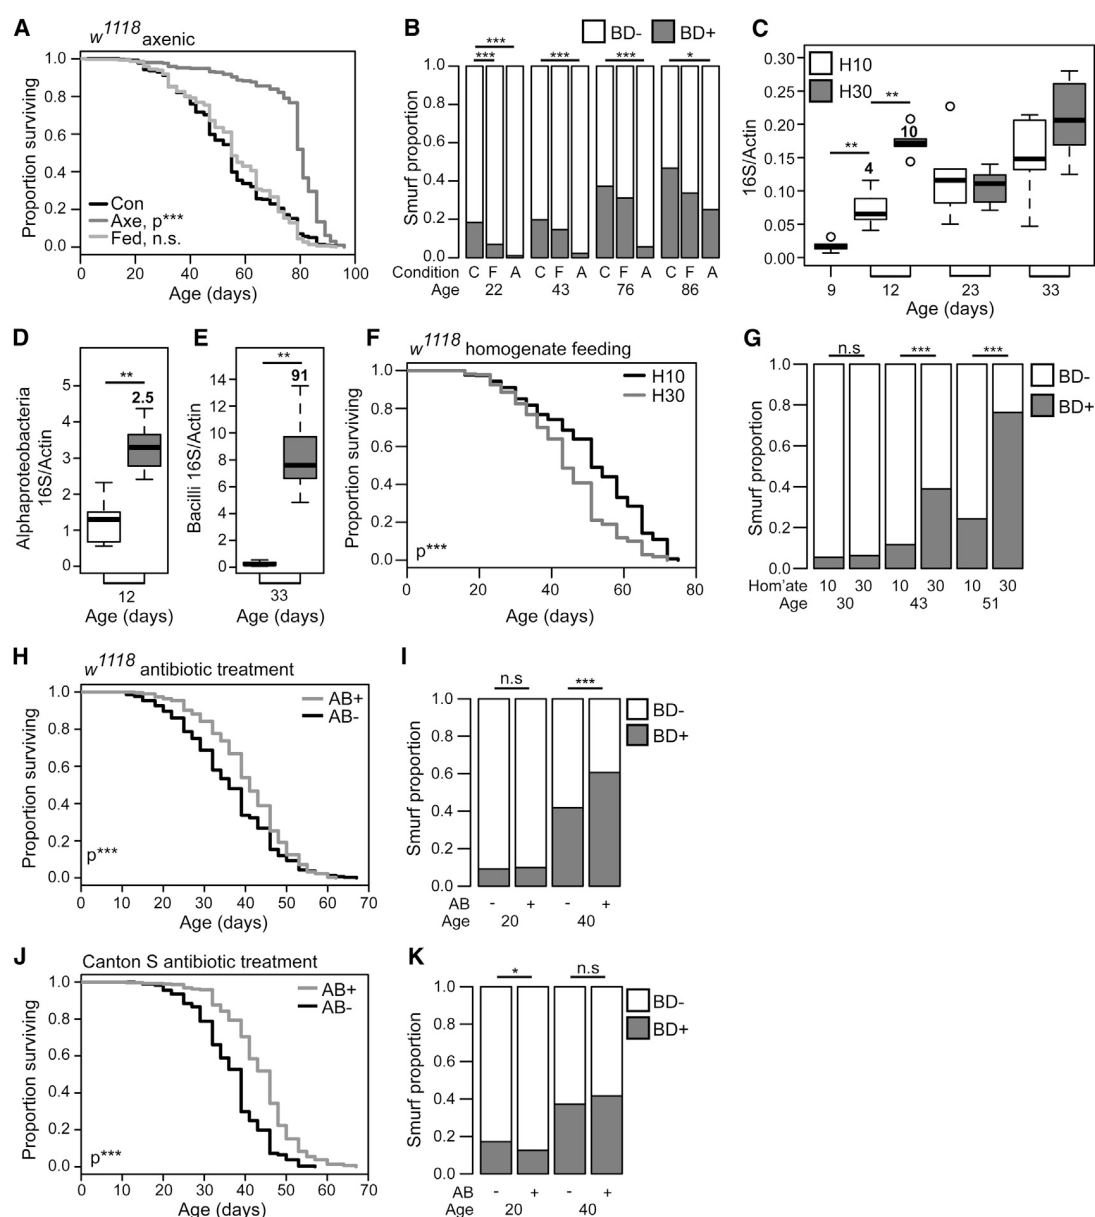 A
w1118 axenic
Proportion surviving
1.0
0.8
0.6
0.4
0.2
0.0
Con
Axe, p***
Fed, n.s.
0 20 40 60 80 100
Age (days)
B
BD- BD+
***
*** *** *** *
Smurf proportion
1.0
0.8
0.6
0.4
0.2
0.0
Condition C F A C F A C F A C F A
Age 22 43 76 86
C
16S/Actin
0.30
0.25
0.20
0.15
0.10
0.05
0.00
H10
H30
**
**
10
4
9 12 23 33
Age (days)
D
Alphaproteobacteria
16S/Actin
5
4
3
2
1
0
**
2.5
12
Age (days)
E
Bacilli 16S/Actin
14
12
10
8
6
4
2
0
**
91
33
Age (days)
F
w1118 homogenate feeding
Proportion surviving
1.0
0.8
0.6
0.4
0.2
0.0
H10
H30
p***
0 20 40 60 80
Age (days)
G
n.s *** ***
BD-
BD+
Smurf proportion
1.0
0.8
0.6
0.4
0.2
0.0
Hom'ate 10 30 10 30 10 30
Age 30 43 51
H
w1118 antibiotic treatment
Proportion surviving
1.0
0.8
0.6
0.4
0.2
0.0
AB+
AB-
p***
0 10 20 30 40 50 60 70
Age (days)
I
n.s ***
BD-
BD+
Smurf proportion
1.0
0.8
0.6
0.4
0.2
0.0
AB - + - +
Age 20 40
J
Canton S antibiotic treatment
Proportion surviving
1.0
0.8
0.6
0.4
0.2
0.0
AB+
AB-
p***
0 10 20 30 40 50 60 70
Age (days)
K
* n.s
BD-
BD+
Smurf proportion
1.0
0.8
0.6
0.4
0.2
0.0
AB - + - +
Age 20 40